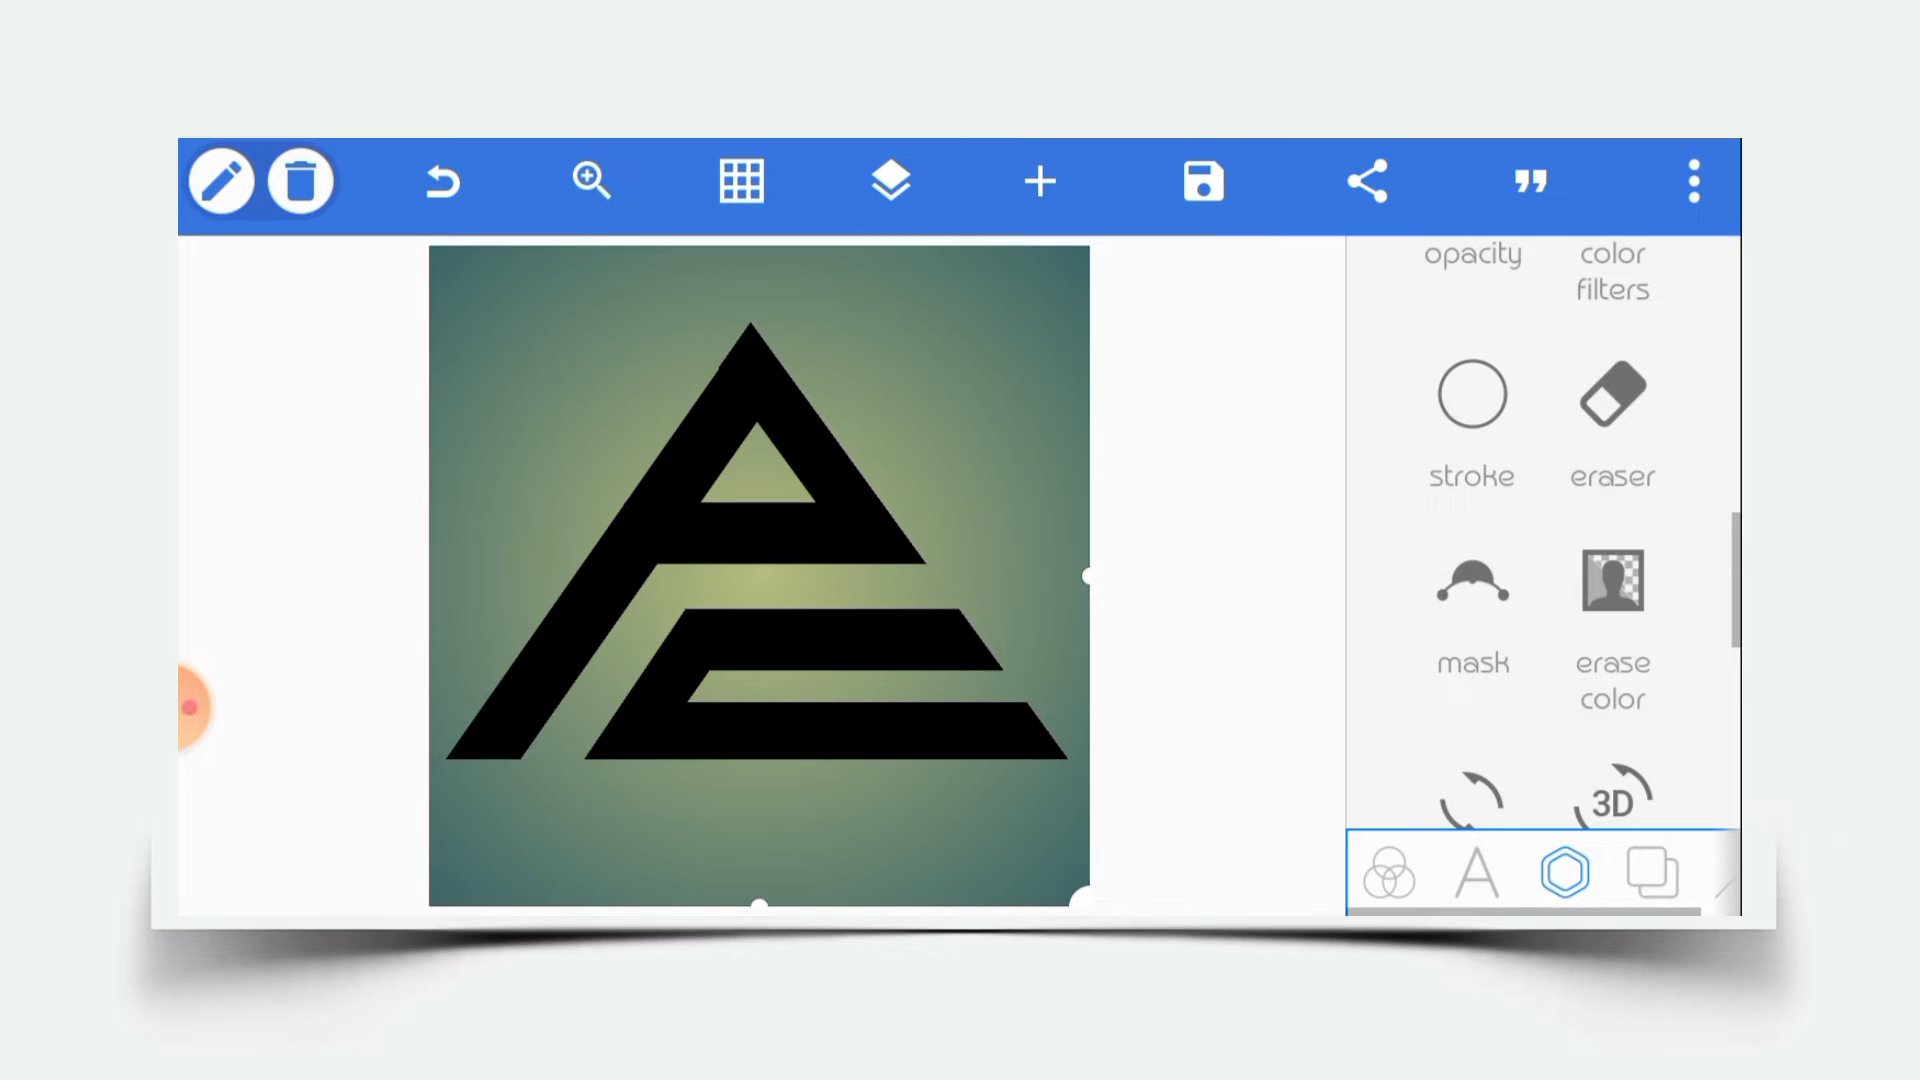 opacity
color
filters
stroke
eraser
mask
erase
color
3D